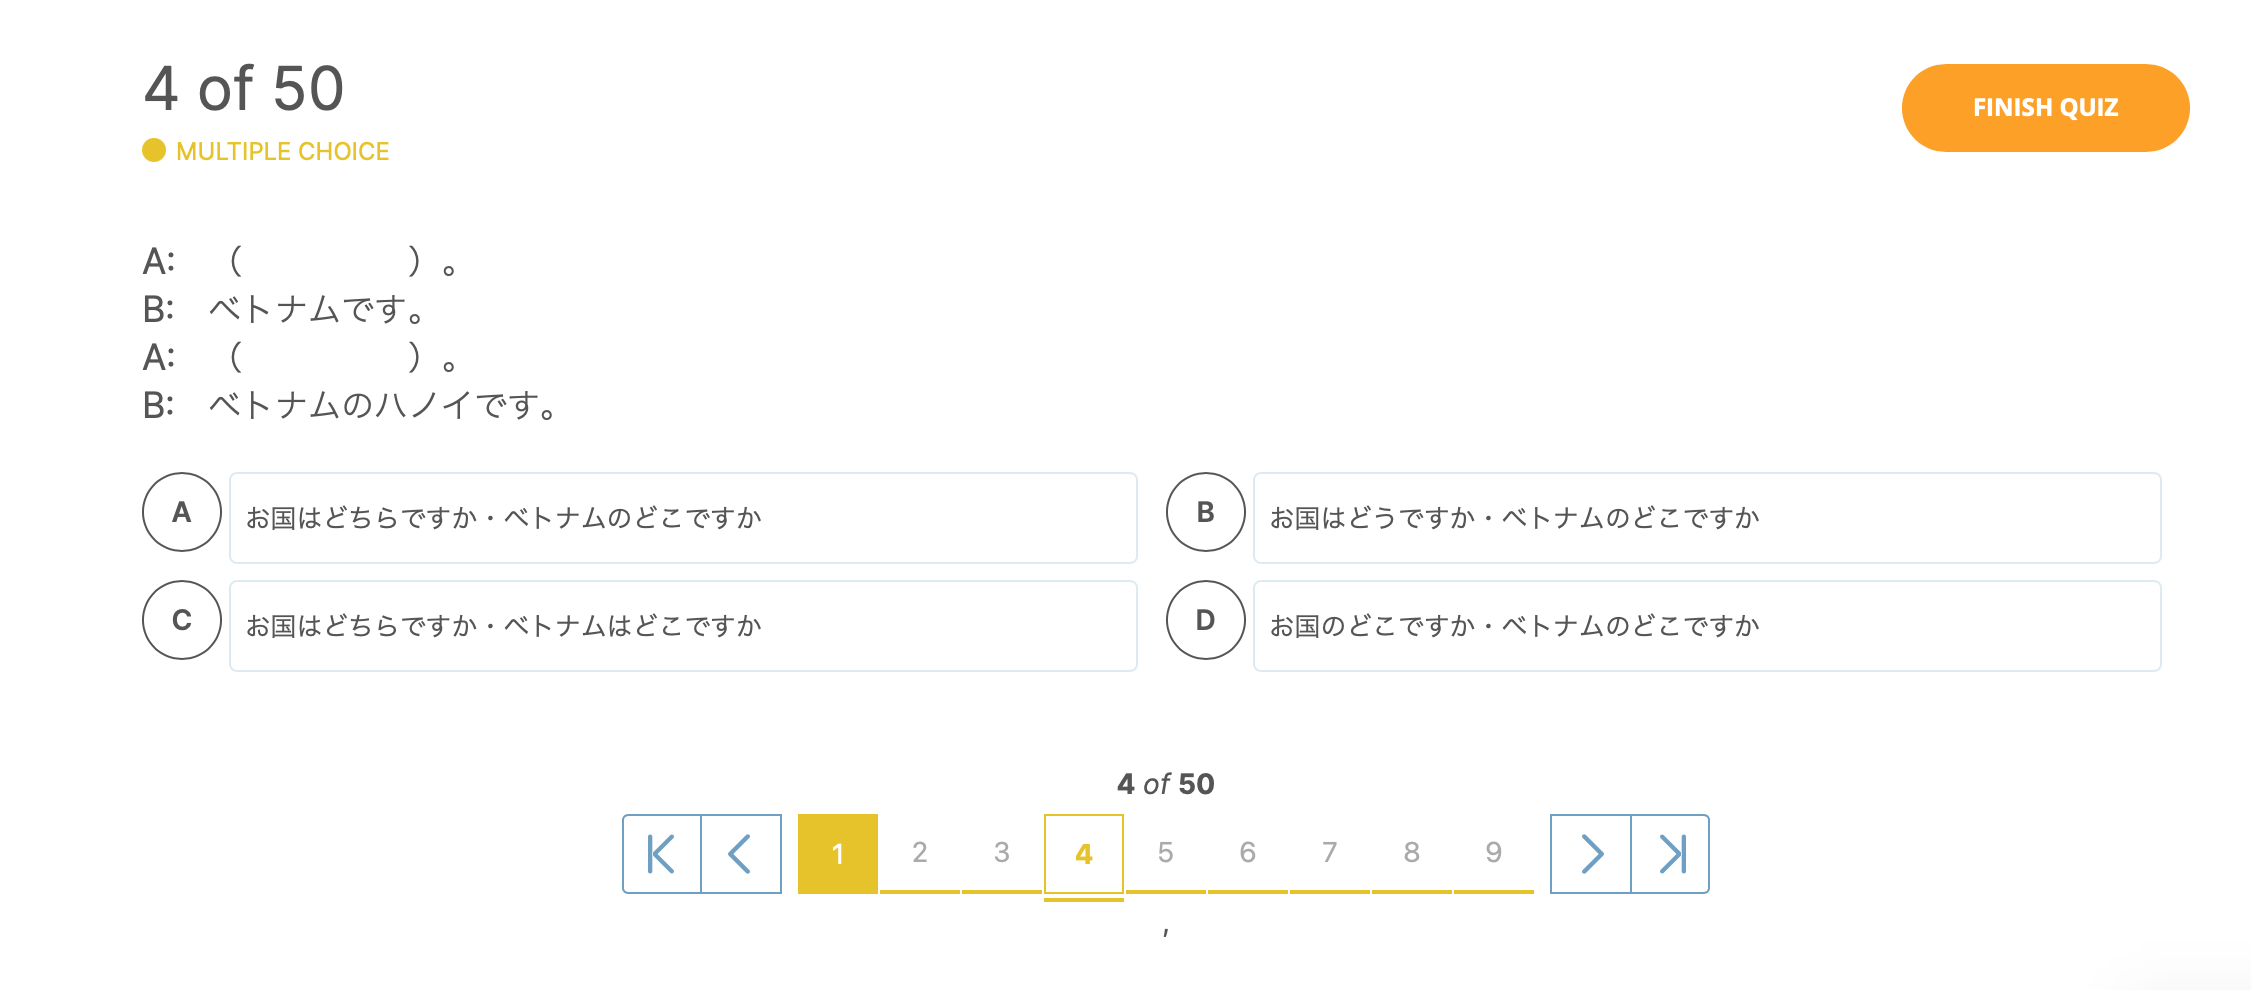 4 of 50
FINISH QUIZ
MULTIPLE CHOICE
A: （　　　　　）。
B: ベトナムです。
A: （　　　　　）。
B: ベトナムのハノイです。
A お国はどちらですか・ベトナムのどこですか
B お国はどうですか・ベトナムのどこですか
C お国はどちらですか・ベトナムはどこですか
D お国のどこですか・ベトナムのどこですか
4 of 50
1 2 3 4 5 6 7 8 9
,